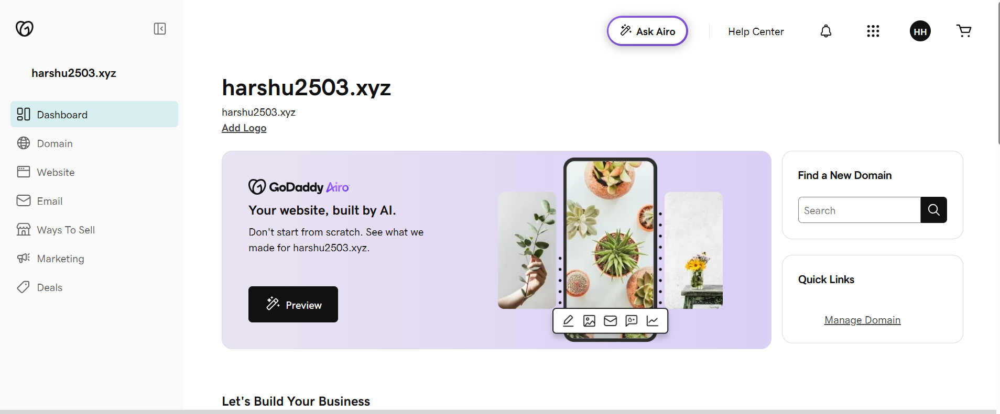 Ask Airo
Help Center
HH
harshu2503.xyz
Dashboard
Domain
Website
Email
Ways To Sell
Marketing
Deals
harshu2503.xyz
harshu2503.xyz
Add Logo
GoDaddy Airo
Your website, built by AI.
Don't start from scratch. See what we
made for harshu2503.xyz.
Preview
Find a New Domain
Search
Quick Links
Manage Domain
Let's Build Your Business